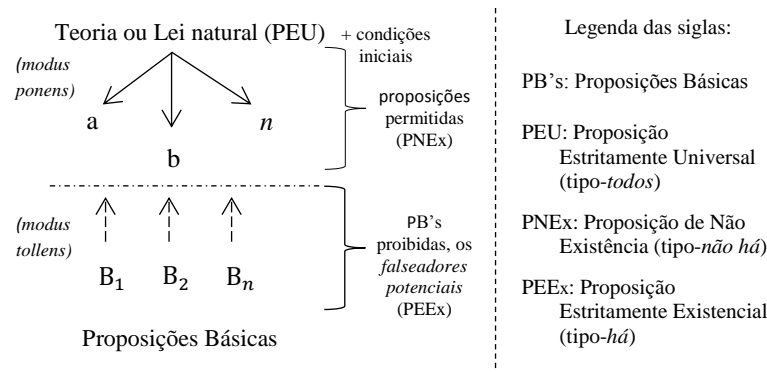 Teoria ou Lei natural (PEU) + condições
iniciais
(modus
ponens)
a
b
n
proposições
permitidas
(PNEx)
(modus
tollens)
B1 B2 Bn
PB's
proibidas, os
falseadores
potenciais
(PEEx)
Proposições Básicas
Legenda das siglas:
PB's: Proposições Básicas
PEU: Proposição
Estritamente Universal
(tipo-todos)
PNEx: Proposição de Não
Existência (tipo-não há)
PEEx: Proposição
Estritamente Existencial
(tipo-há)